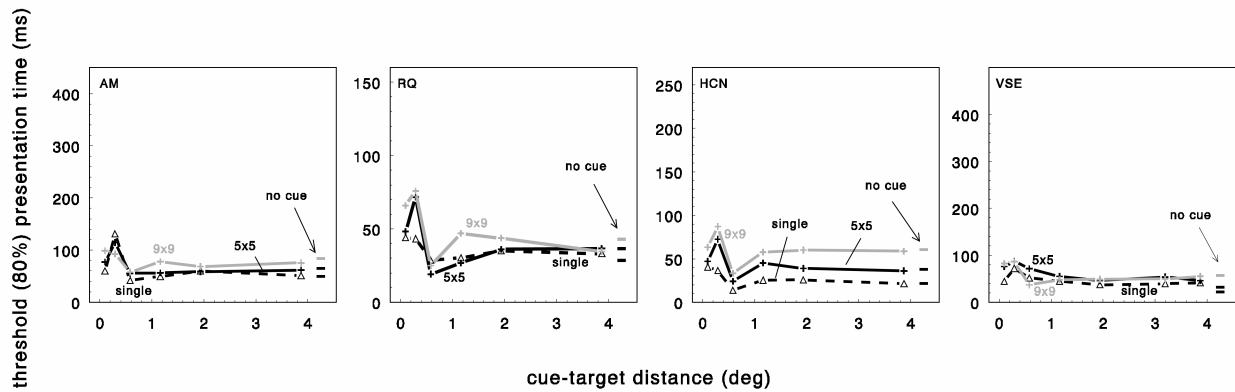 threshold (80%) presentation time (ms)
AM
400
300
200
100
0
0 1 2 3 4
no cue
9x9
5x5
single
RQ
150
100
50
0
0 1 2 3 4
no cue
9x9
5x5
single
HCN
250
200
150
100
50
0
0 1 2 3 4
no cue
single
5x5
9x9
VSE
400
300
200
100
0
0 1 2 3 4
no cue
5x5
9x9
single
cue-target distance (deg)